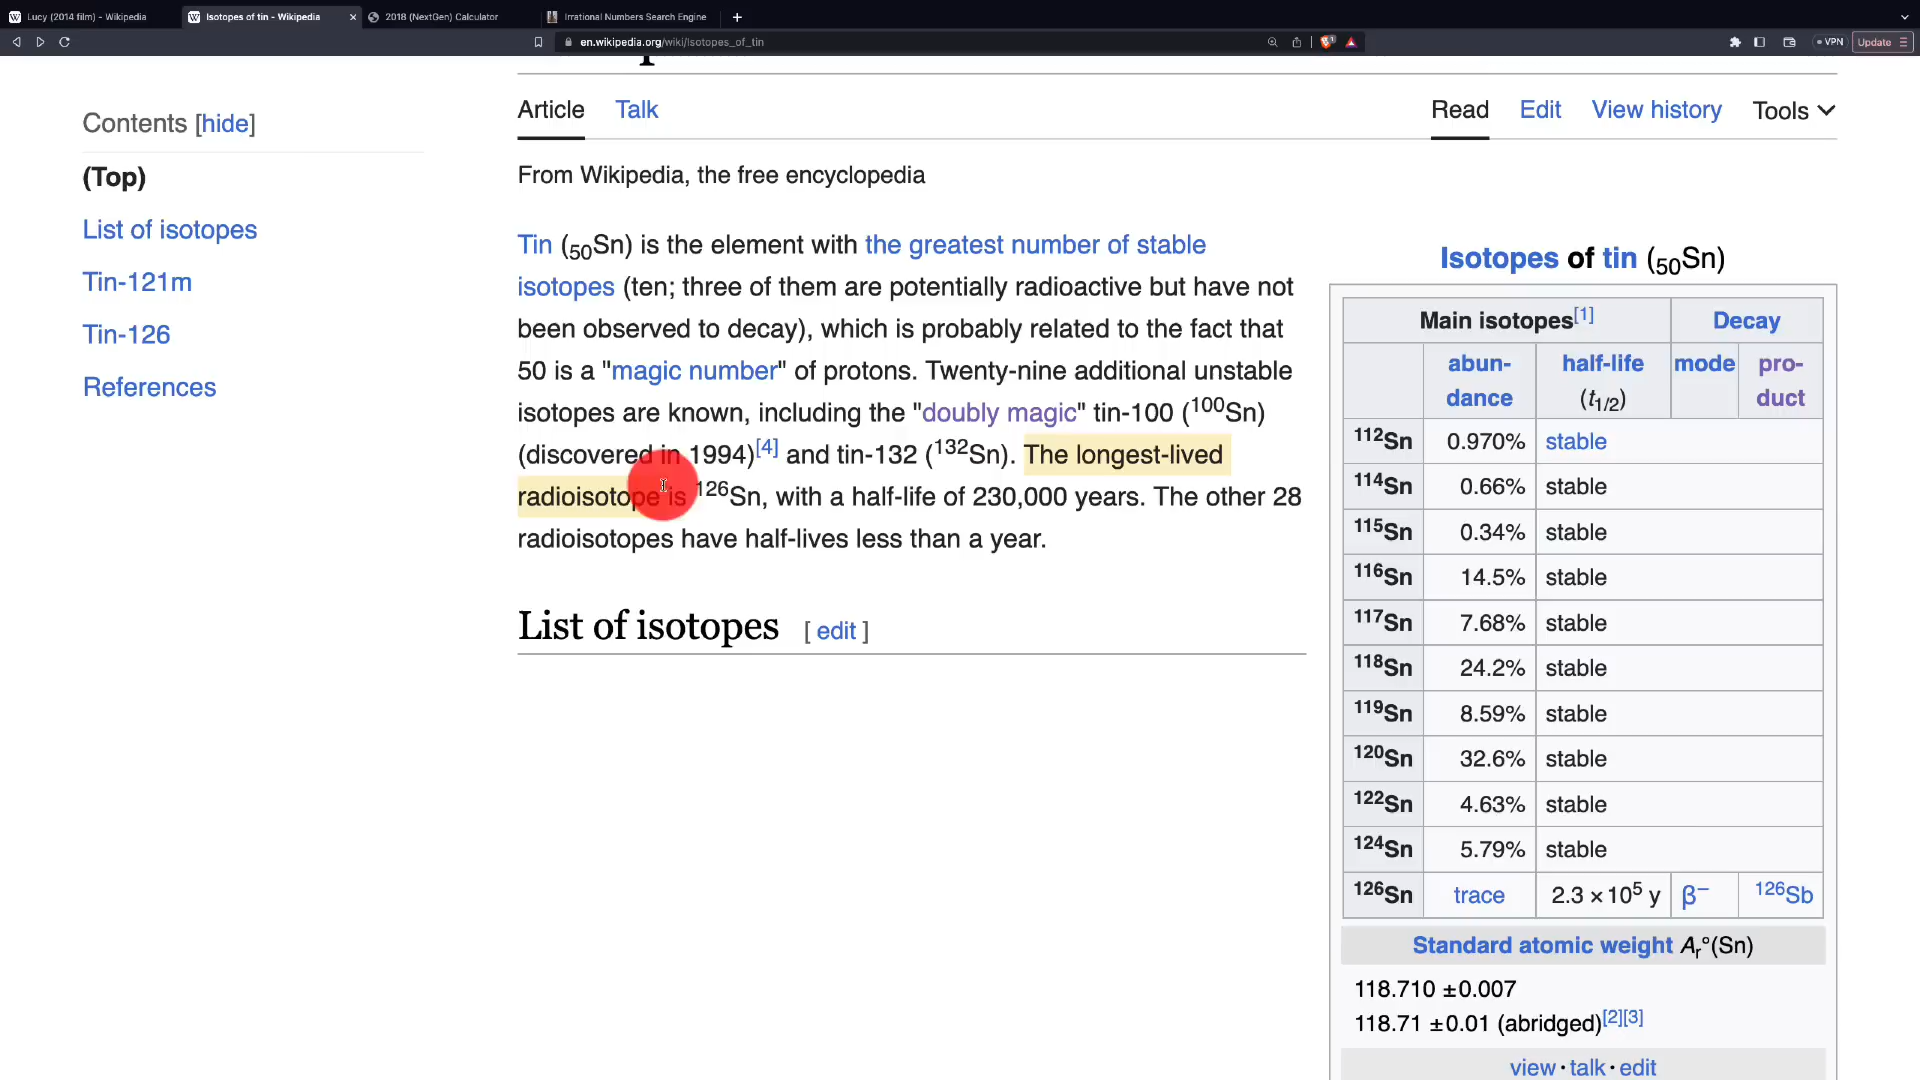 Lucy (2014 film) - Wikipedia
Isotopes of tin - Wikipedia
2018 (NextGen) Calculator
Irrational Numbers Search Engine
en.wikipedia.org/wiki/Isotopes_of_tin
VPN
Update
Contents [hide]
(Top)
List of isotopes
Tin-121m
Tin-126
References
Article Talk
Read Edit View history Tools
From Wikipedia, the free encyclopedia
Tin (₅₀Sn) is the element with the greatest number of stable
isotopes (ten; three of them are potentially radioactive but have not
been observed to decay), which is probably related to the fact that
50 is a "magic number" of protons. Twenty-nine additional unstable
isotopes are known, including the "doubly magic" tin-100 (¹⁰⁰Sn)
(discovered in 1994)[4] and tin-132 (¹³²Sn). The longest-lived
radioisotope is ¹²⁶Sn, with a half-life of 230,000 years. The other 28
radioisotopes have half-lives less than a year.
List of isotopes [ edit ]
Isotopes of tin (₅₀Sn)
Main isotopes[1] Decay
abun-
dance
half-life
(t1/2)
mode
pro-
duct
¹¹²Sn 0.970% stable
¹¹⁴Sn 0.66% stable
¹¹⁵Sn 0.34% stable
¹¹⁶Sn 14.5% stable
¹¹⁷Sn 7.68% stable
¹¹⁸Sn 24.2% stable
¹¹⁹Sn 8.59% stable
¹²⁰Sn 32.6% stable
¹²²Sn 4.63% stable
¹²⁴Sn 5.79% stable
¹²⁶Sn trace 2.3 × 10⁵ y β⁻ ¹²⁶Sb
Standard atomic weight Ar°(Sn)
118.710 ±0.007
118.71 ±0.01 (abridged)[2][3]
view · talk · edit